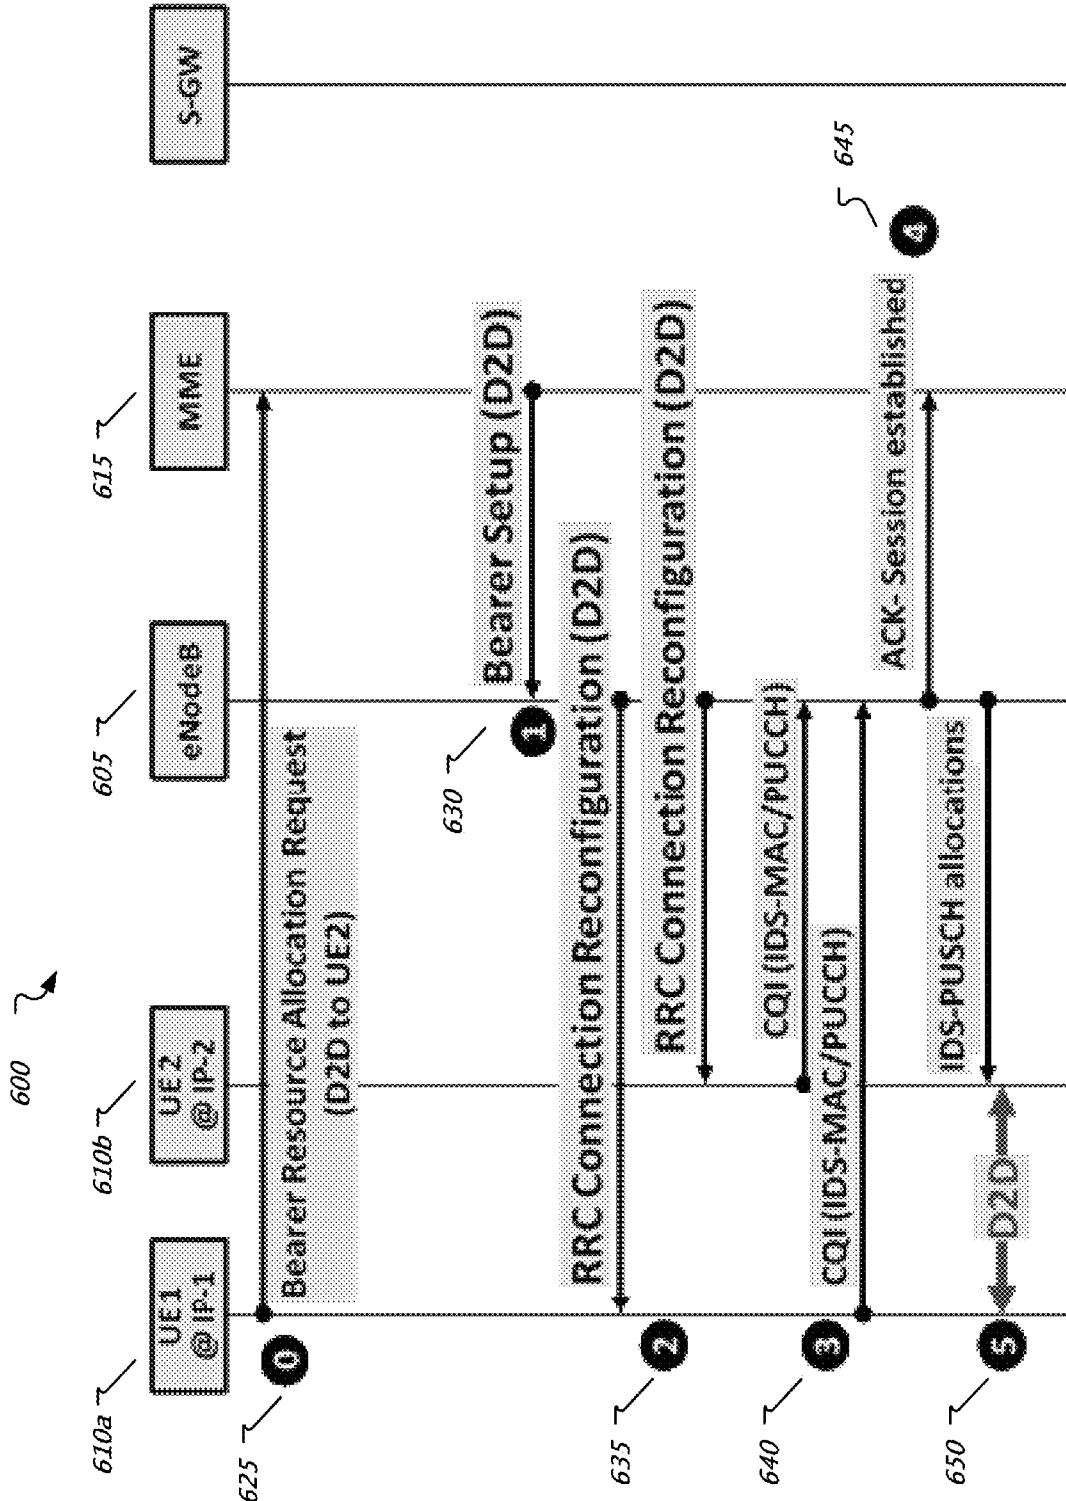 600
610a
610b
605
615
UE1
@ IP-1
UE2
@ IP-2
eNodeB
MME
S-GW
625
0
Bearer Resource Allocation Request
(D2D to UE2)
630
1
Bearer Setup (D2D)
635
2
RRC Connection Reconfiguration (D2D)
RRC Connection Reconfiguration (D2D)
640
3
CQI (IDS-MAC/PUCCH)
CQI (IDS-MAC/PUCCH)
645
4
ACK- Session established
650
5
IDS-PUSCH allocations
D2D